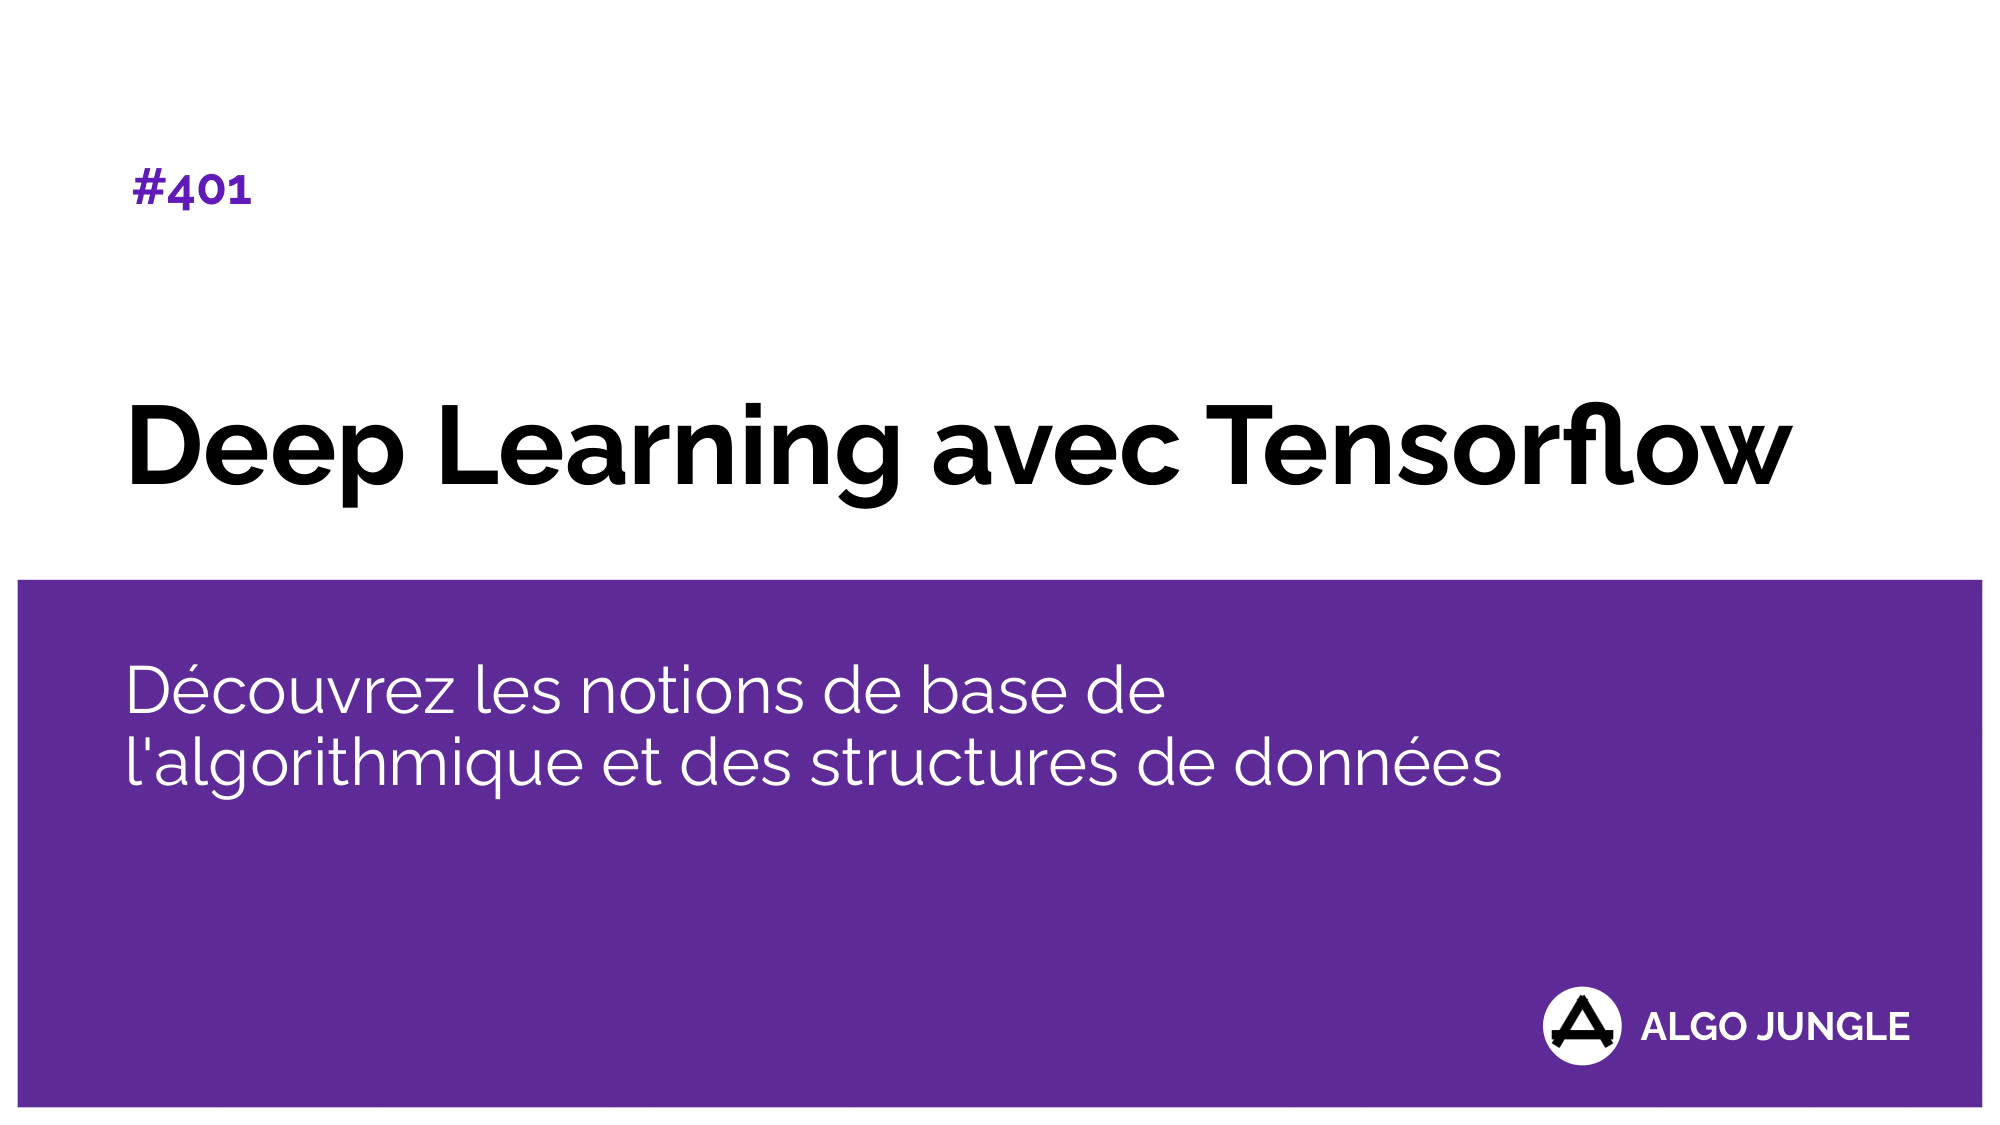 #401
Deep Learning avec Tensorflow
Découvrez les notions de base de
l'algorithmique et des structures de données
ALGO JUNGLE